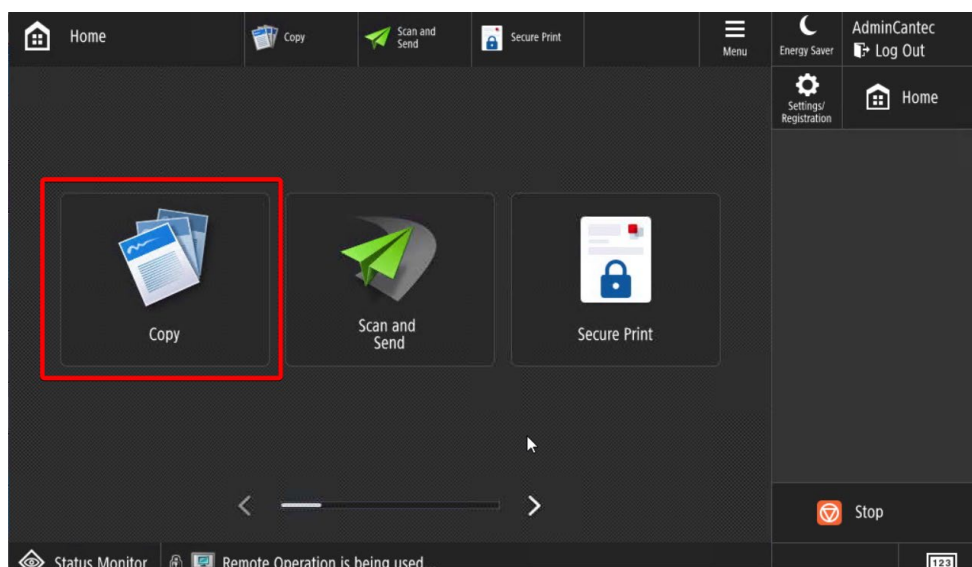 Home
Copy
Scan and
Send
Secure Print
Menu
Energy Saver
AdminCantec
Log Out
Settings/
Registration
Home
Copy
Scan and
Send
Secure Print
Stop
Status Monitor
Remote Operation is being used
123